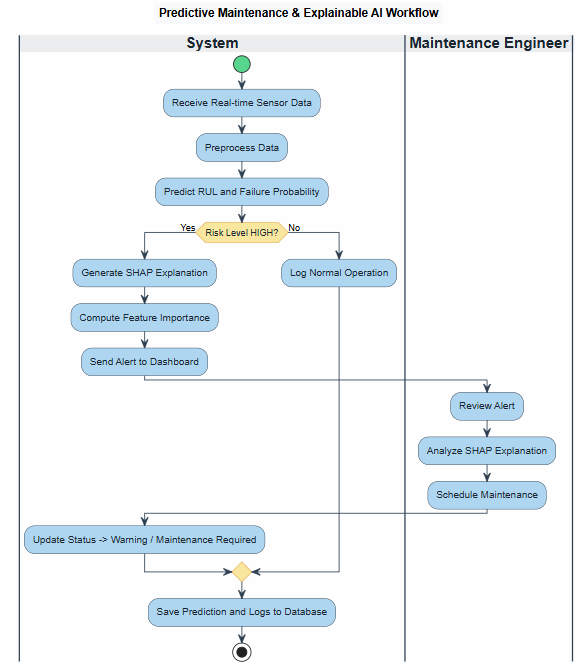 Predictive Maintenance & Explainable AI Workflow
System
Maintenance Engineer
Receive Real-time Sensor Data
Preprocess Data
Predict RUL and Failure Probability
Yes
Risk Level HIGH?
No
Generate SHAP Explanation
Log Normal Operation
Compute Feature Importance
Send Alert to Dashboard
Review Alert
Analyze SHAP Explanation
Schedule Maintenance
Update Status -> Warning / Maintenance Required
Save Prediction and Logs to Database